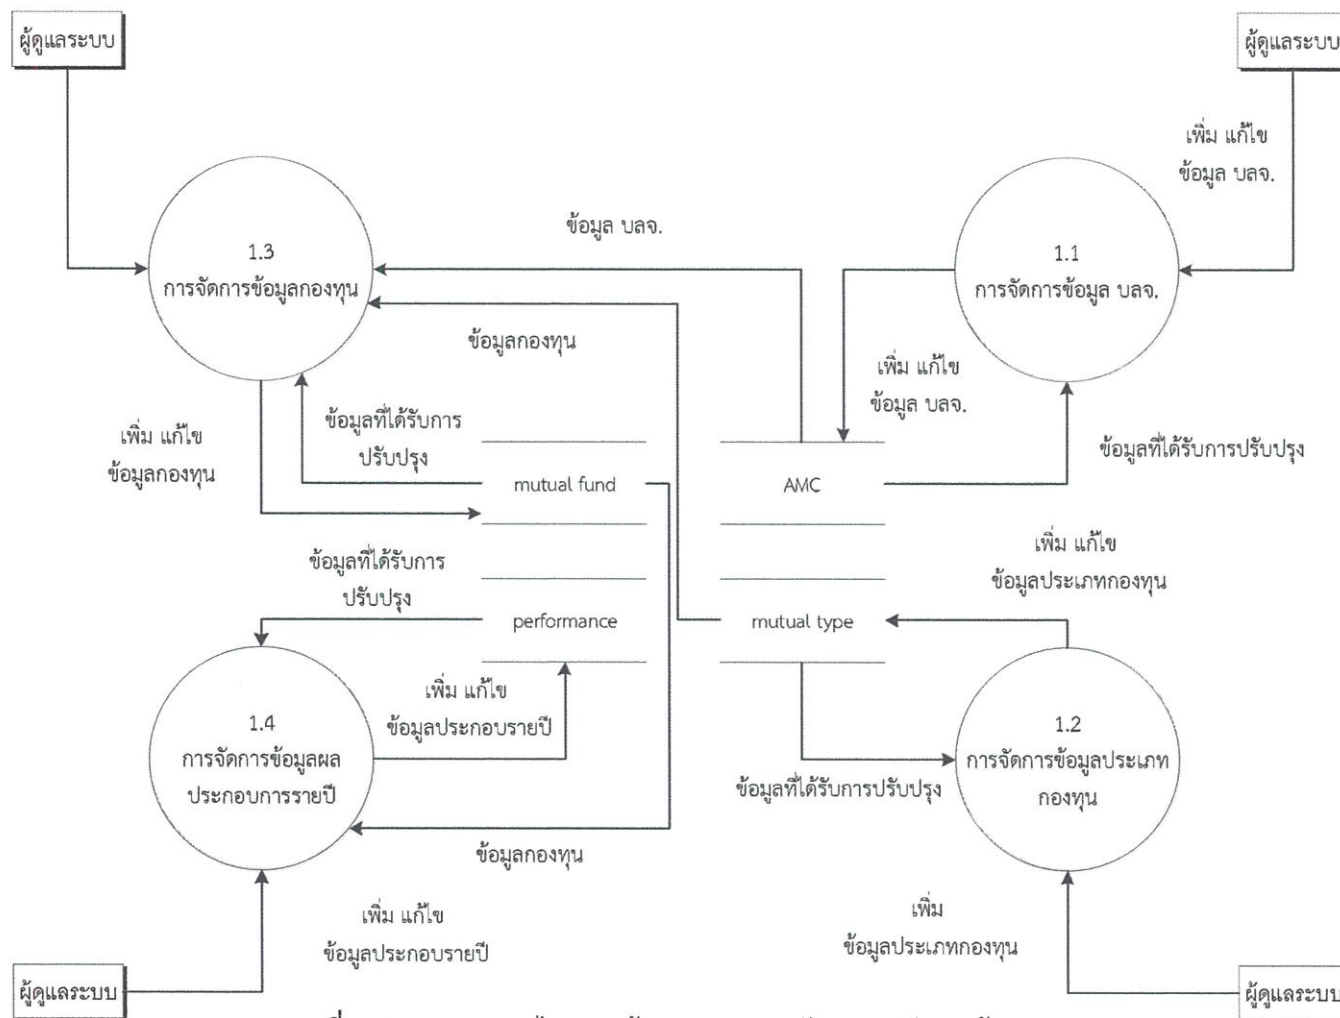 ผู้ดูแลระบบ
ผู้ดูแลระบบ
เพิ่ม แก้ไข
ข้อมูล บลจ.
ข้อมูล บลจ.
1.3
การจัดการข้อมูลกองทุน
1.1
การจัดการข้อมูล บลจ.
ข้อมูลกองทุน
เพิ่ม แก้ไข
ข้อมูล บลจ.
ข้อมูลที่ได้รับการ
ปรับปรุง
เพิ่ม แก้ไข
ข้อมูลกองทุน
ข้อมูลที่ได้รับการปรับปรุง
mutual fund
AMC
เพิ่ม แก้ไข
ข้อมูลประเภทกองทุน
ข้อมูลที่ได้รับการ
ปรับปรุง
performance
mutual type
เพิ่ม แก้ไข
ข้อมูลประกอบรายปี
1.4
การจัดการข้อมูลผล
ประกอบการรายปี
1.2
การจัดการข้อมูลประเภท
กองทุน
ข้อมูลที่ได้รับการปรับปรุง
ข้อมูลกองทุน
เพิ่ม แก้ไข
ข้อมูลประกอบรายปี
เพิ่ม
ข้อมูลประเภทกองทุน
ผู้ดูแลระบบ
ผู้ดูแลระบบ